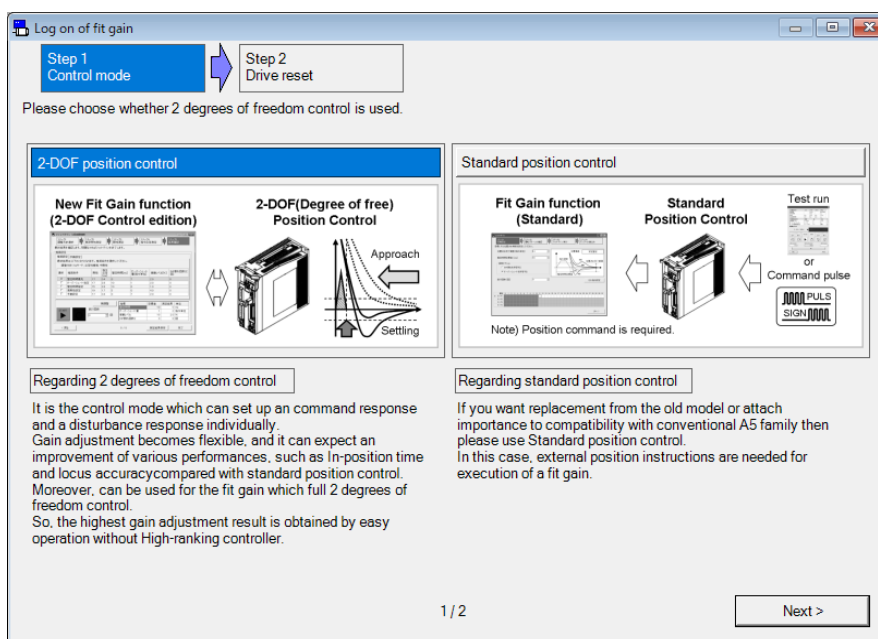 Log on of fit gain
Step 1
Control mode
Step 2
Drive reset
Please choose whether 2 degrees of freedom control is used.
2-DOF position control
New Fit Gain function
(2-DOF Control edition)
2-DOF(Degree of free)
Position Control
Approach
Settling
Regarding 2 degrees of freedom control
It is the control mode which can set up an command response
and a disturbance response individually.
Gain adjustment becomes flexible, and it can expect an
improvement of various performances, such as In-position time
and locus accuracycompared with standard position control.
Moreover, can be used for the fit gain which full 2 degrees of
freedom control.
So, the highest gain adjustment result is obtained by easy
operation without High-ranking controller.
Standard position control
Fit Gain function
(Standard)
Standard
Position Control
Test run
or
Command pulse
PULS
SIGN
Note) Position command is required.
Regarding standard position control
If you want replacement from the old model or attach
importance to compatibility with conventional A5 family then
please use Standard position control.
In this case, external position instructions are needed for
execution of a fit gain.
1 / 2
Next >